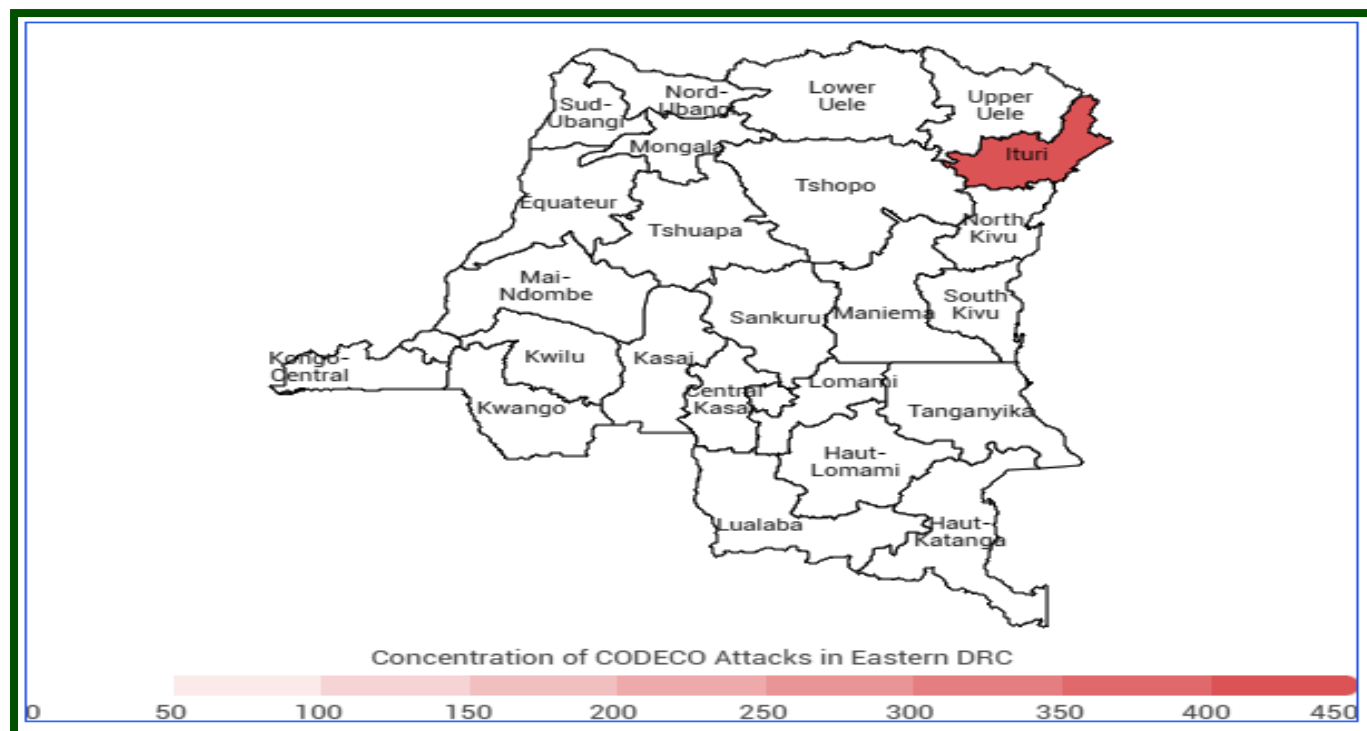 Lower
Uele
Upper
Uele
Nord-
Ubangi
Sud-
Ubangi
Mongala
Ituri
Tshopo
Equateur
North
Kivu
Tshuapa
Mai-
Ndombe
South
Kivu
Sankuru
Maniema
Kongo-
Central
Kwilu
Kasai
Lomami
Central
Kasai
Kwango
Tanganyika
Haut-
Lomami
Lualaba
Haut-
Katanga
Concentration of CODECO Attacks in Eastern DRC
0 50 100 150 200 250 300 350 400 450